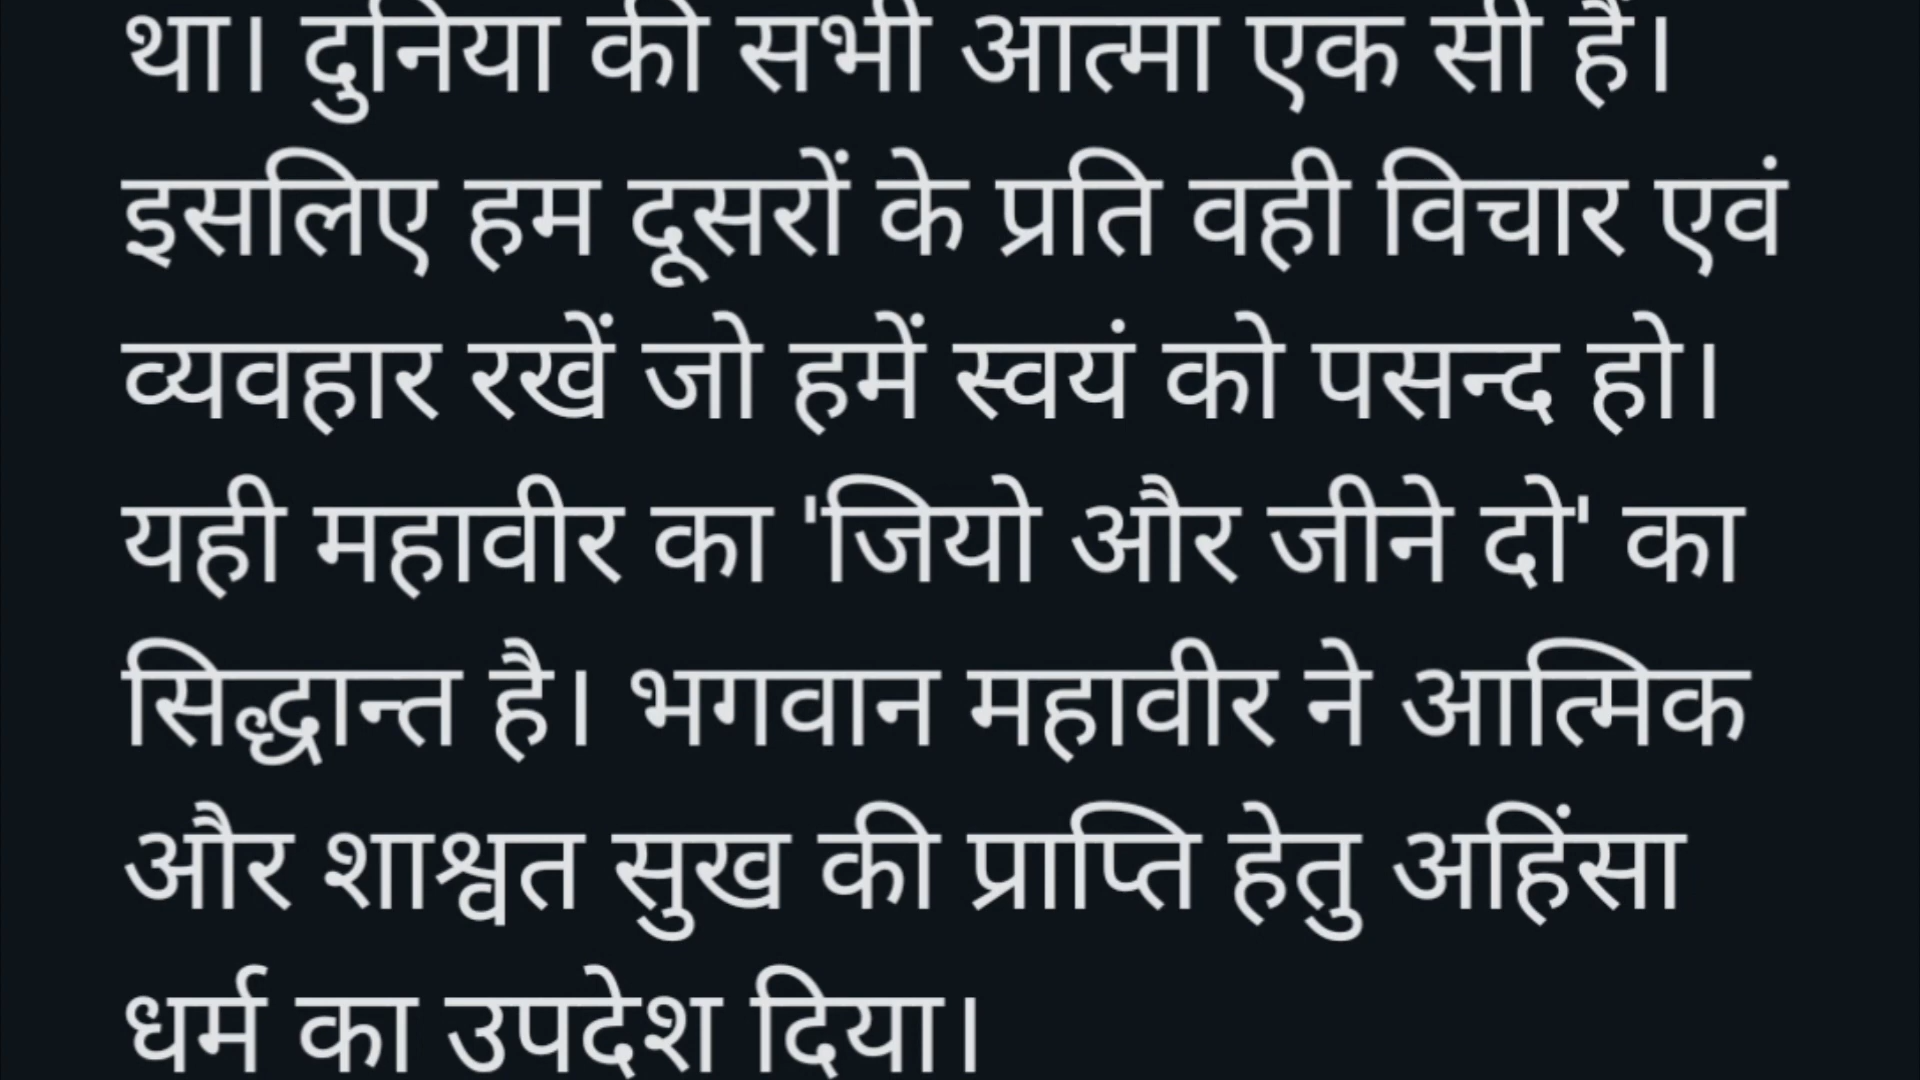 था। दुनिया की सभी आत्मा एक सी हैं।
इसलिए हम दूसरों के प्रति वही विचार एवं
व्यवहार रखें जो हमें स्वयं को पसन्द हो।
यही महावीर का 'जियो और जीने दो' का
सिद्धान्त है। भगवान महावीर ने आत्मिक
और शाश्वत सुख की प्राप्ति हेतु अहिंसा
धर्म का उपदेश दिया।